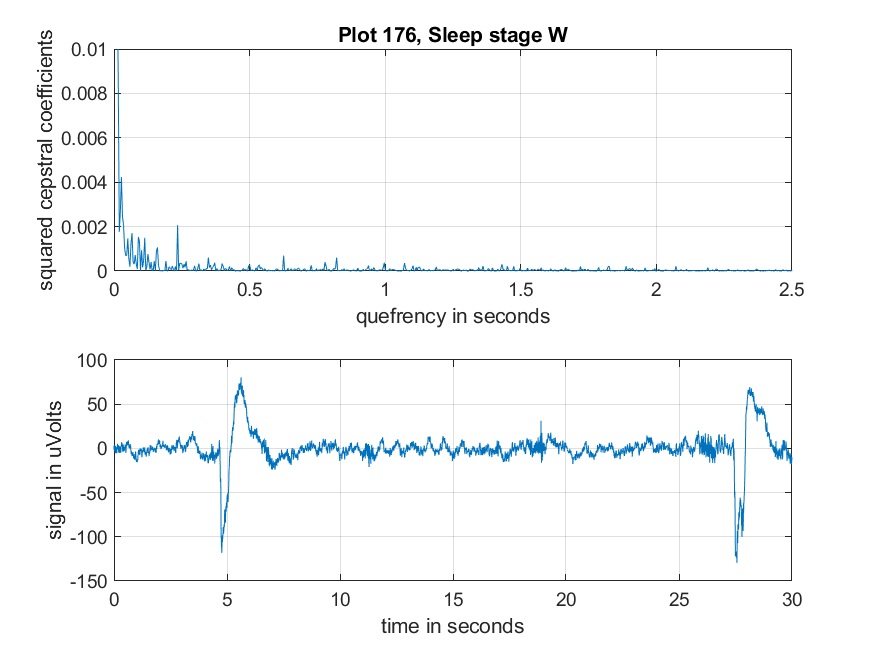 Plot 176, Sleep stage W
squared cepstral coefficients
0.01
0.008
0.006
0.004
0.002
0
0 0.5 1 1.5 2 2.5
quefrency in seconds
signal in uVolts
100
50
0
-50
-100
-150
0 5 10 15 20 25 30
time in seconds